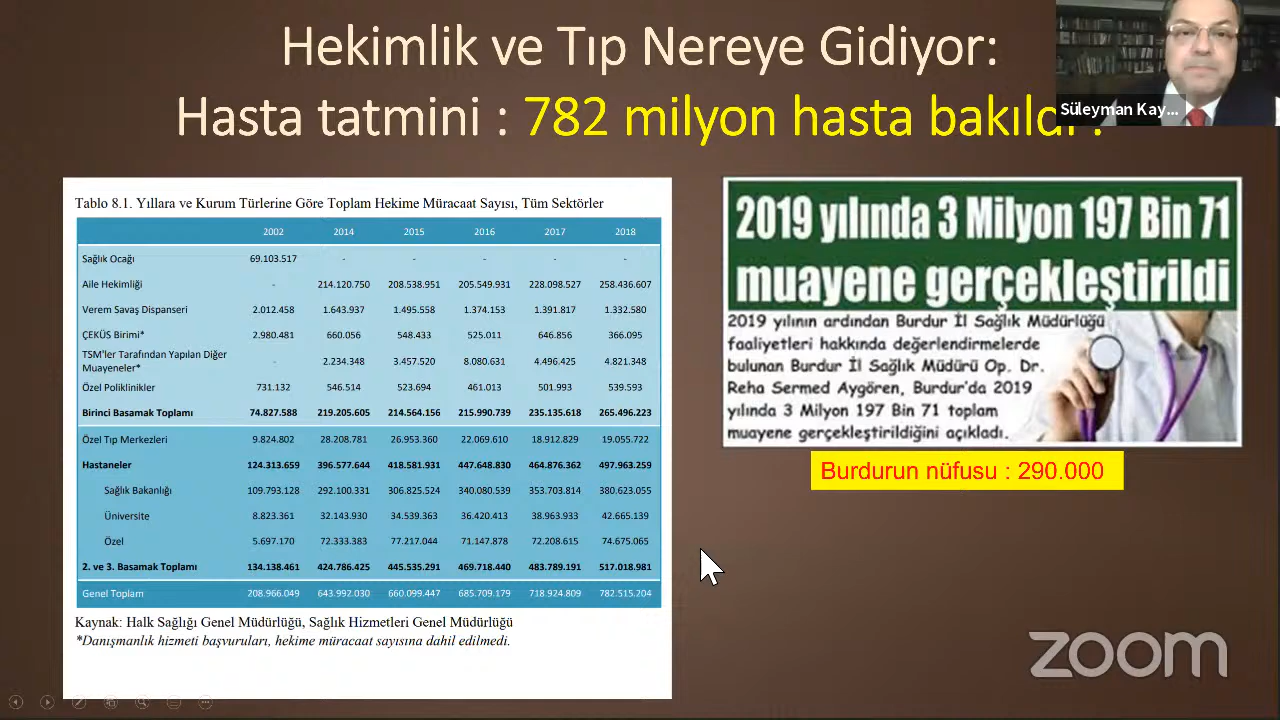 Hekimlik ve Tıp Nereye Gidiyor:
Hasta tatmini : 782 milyon hasta bakıldı !
Süleyman Kay...
Tablo 8.1. Yıllara ve Kurum Türlerine Göre Toplam Hekime Müracaat Sayısı, Tüm Sektörler
2002 2014 2015 2016 2017 2018
Sağlık Ocağı 69.103.517 - - - - -
Aile Hekimliği - 214.120.750 208.538.951 205.549.931 228.098.527 258.436.607
Verem Savaş Dispanseri 2.012.458 1.643.937 1.495.558 1.374.153 1.391.817 1.332.580
ÇEKÜS Birimi* 2.980.481 660.056 548.433 525.011 646.856 366.095
TSM'ler Tarafından Yapılan Diğer
Muayeneler* - 2.234.348 3.457.520 8.080.631 4.496.425 4.821.348
Özel Poliklinikler 731.132 546.514 523.694 461.013 501.993 539.593
Birinci Basamak Toplamı 74.827.588 219.205.605 214.564.156 215.990.739 235.135.618 265.496.223
Özel Tıp Merkezleri 9.824.802 28.208.781 26.953.360 22.069.610 18.912.829 19.055.722
Hastaneler 124.313.659 396.577.644 418.581.931 447.648.830 464.876.362 497.963.259
Sağlık Bakanlığı 109.793.128 292.100.331 306.825.524 340.080.539 353.703.814 380.623.055
Üniversite 8.823.361 32.143.930 34.539.363 36.420.413 38.963.933 42.665.139
Özel 5.697.170 72.333.383 77.217.044 71.147.878 72.208.615 74.675.065
2. ve 3. Basamak Toplamı 134.138.461 424.786.425 445.535.291 469.718.440 483.789.191 517.018.981
Genel Toplam 208.966.049 643.992.030 660.099.447 685.709.179 718.924.809 782.515.204
Kaynak: Halk Sağlığı Genel Müdürlüğü, Sağlık Hizmetleri Genel Müdürlüğü
*Danışmanlık hizmeti başvuruları, hekime müracaat sayısına dahil edilmedi.
2019 yılında 3 Milyon 197 Bin 71
muayene gerçekleştirildi
2019 yılının ardından Burdur İl Sağlık Müdürlüğü
faaliyetleri hakkında değerlendirmelerde
bulunan Burdur İl Sağlık Müdürü Op. Dr.
Reha Sermed Aygören, Burdur'da 2019
yılında 3 Milyon 197 Bin 71 toplam
muayene gerçekleştirildiğini açıkladı.
Burdurun nüfusu : 290.000
zoom